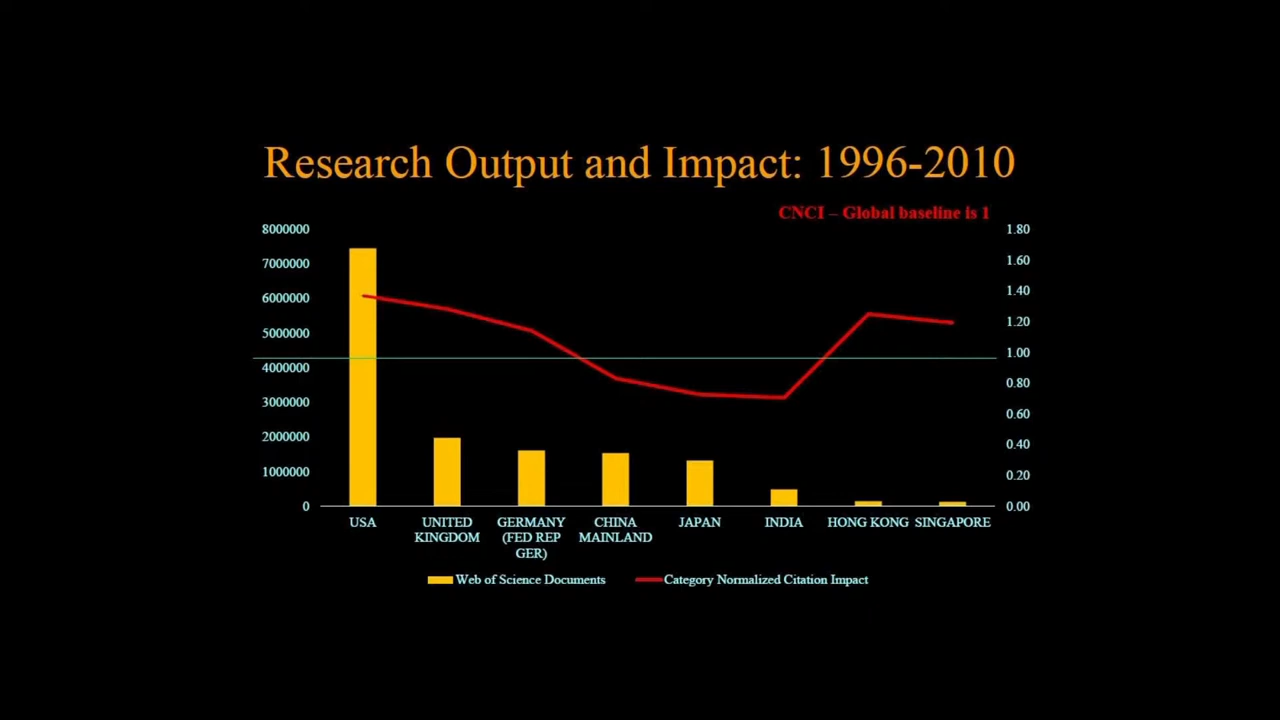 Research Output and Impact: 1996-2010
CNCI – Global baseline is 1
8000000
7000000
6000000
5000000
4000000
3000000
2000000
1000000
0
1.80
1.60
1.40
1.20
1.00
0.80
0.60
0.40
0.20
0.00
USA
UNITED
KINGDOM
GERMANY
(FED REP
GER)
CHINA
MAINLAND
JAPAN
INDIA
HONG KONG
SINGAPORE
Web of Science Documents
Category Normalized Citation Impact